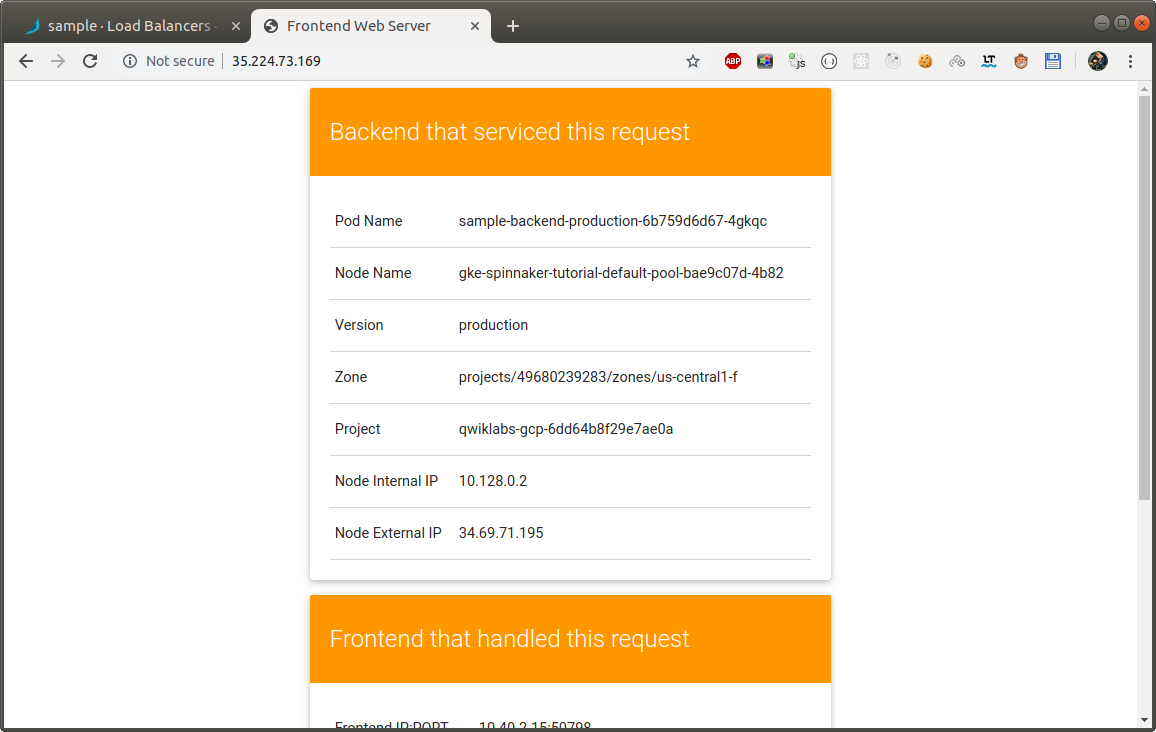 sample · Load Balancers ·
Frontend Web Server
Not secure
35.224.73.169
ABP
JS
LT
Backend that serviced this request
Pod Name sample-backend-production-6b759d6d67-4gkqc
Node Name gke-spinnaker-tutorial-default-pool-bae9c07d-4b82
Version production
Zone projects/49680239283/zones/us-central1-f
Project qwiklabs-gcp-6dd64b8f29e7ae0a
Node Internal IP 10.128.0.2
Node External IP 34.69.71.195
Frontend that handled this request
Frontend IP:PORT 10.40.2.15:50798